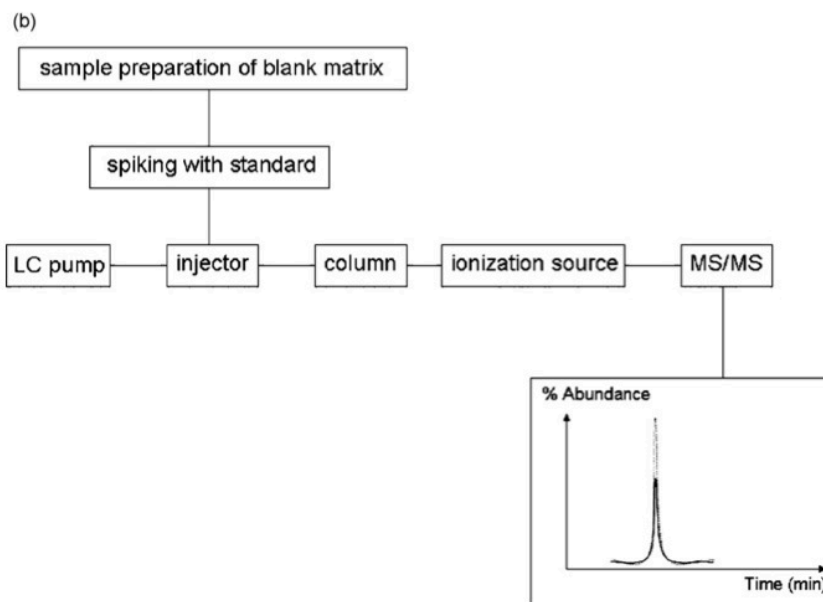 (b)
sample preparation of blank matrix
spiking with standard
LC pump
injector
column
ionization source
MS/MS
% Abundance
Time (min)